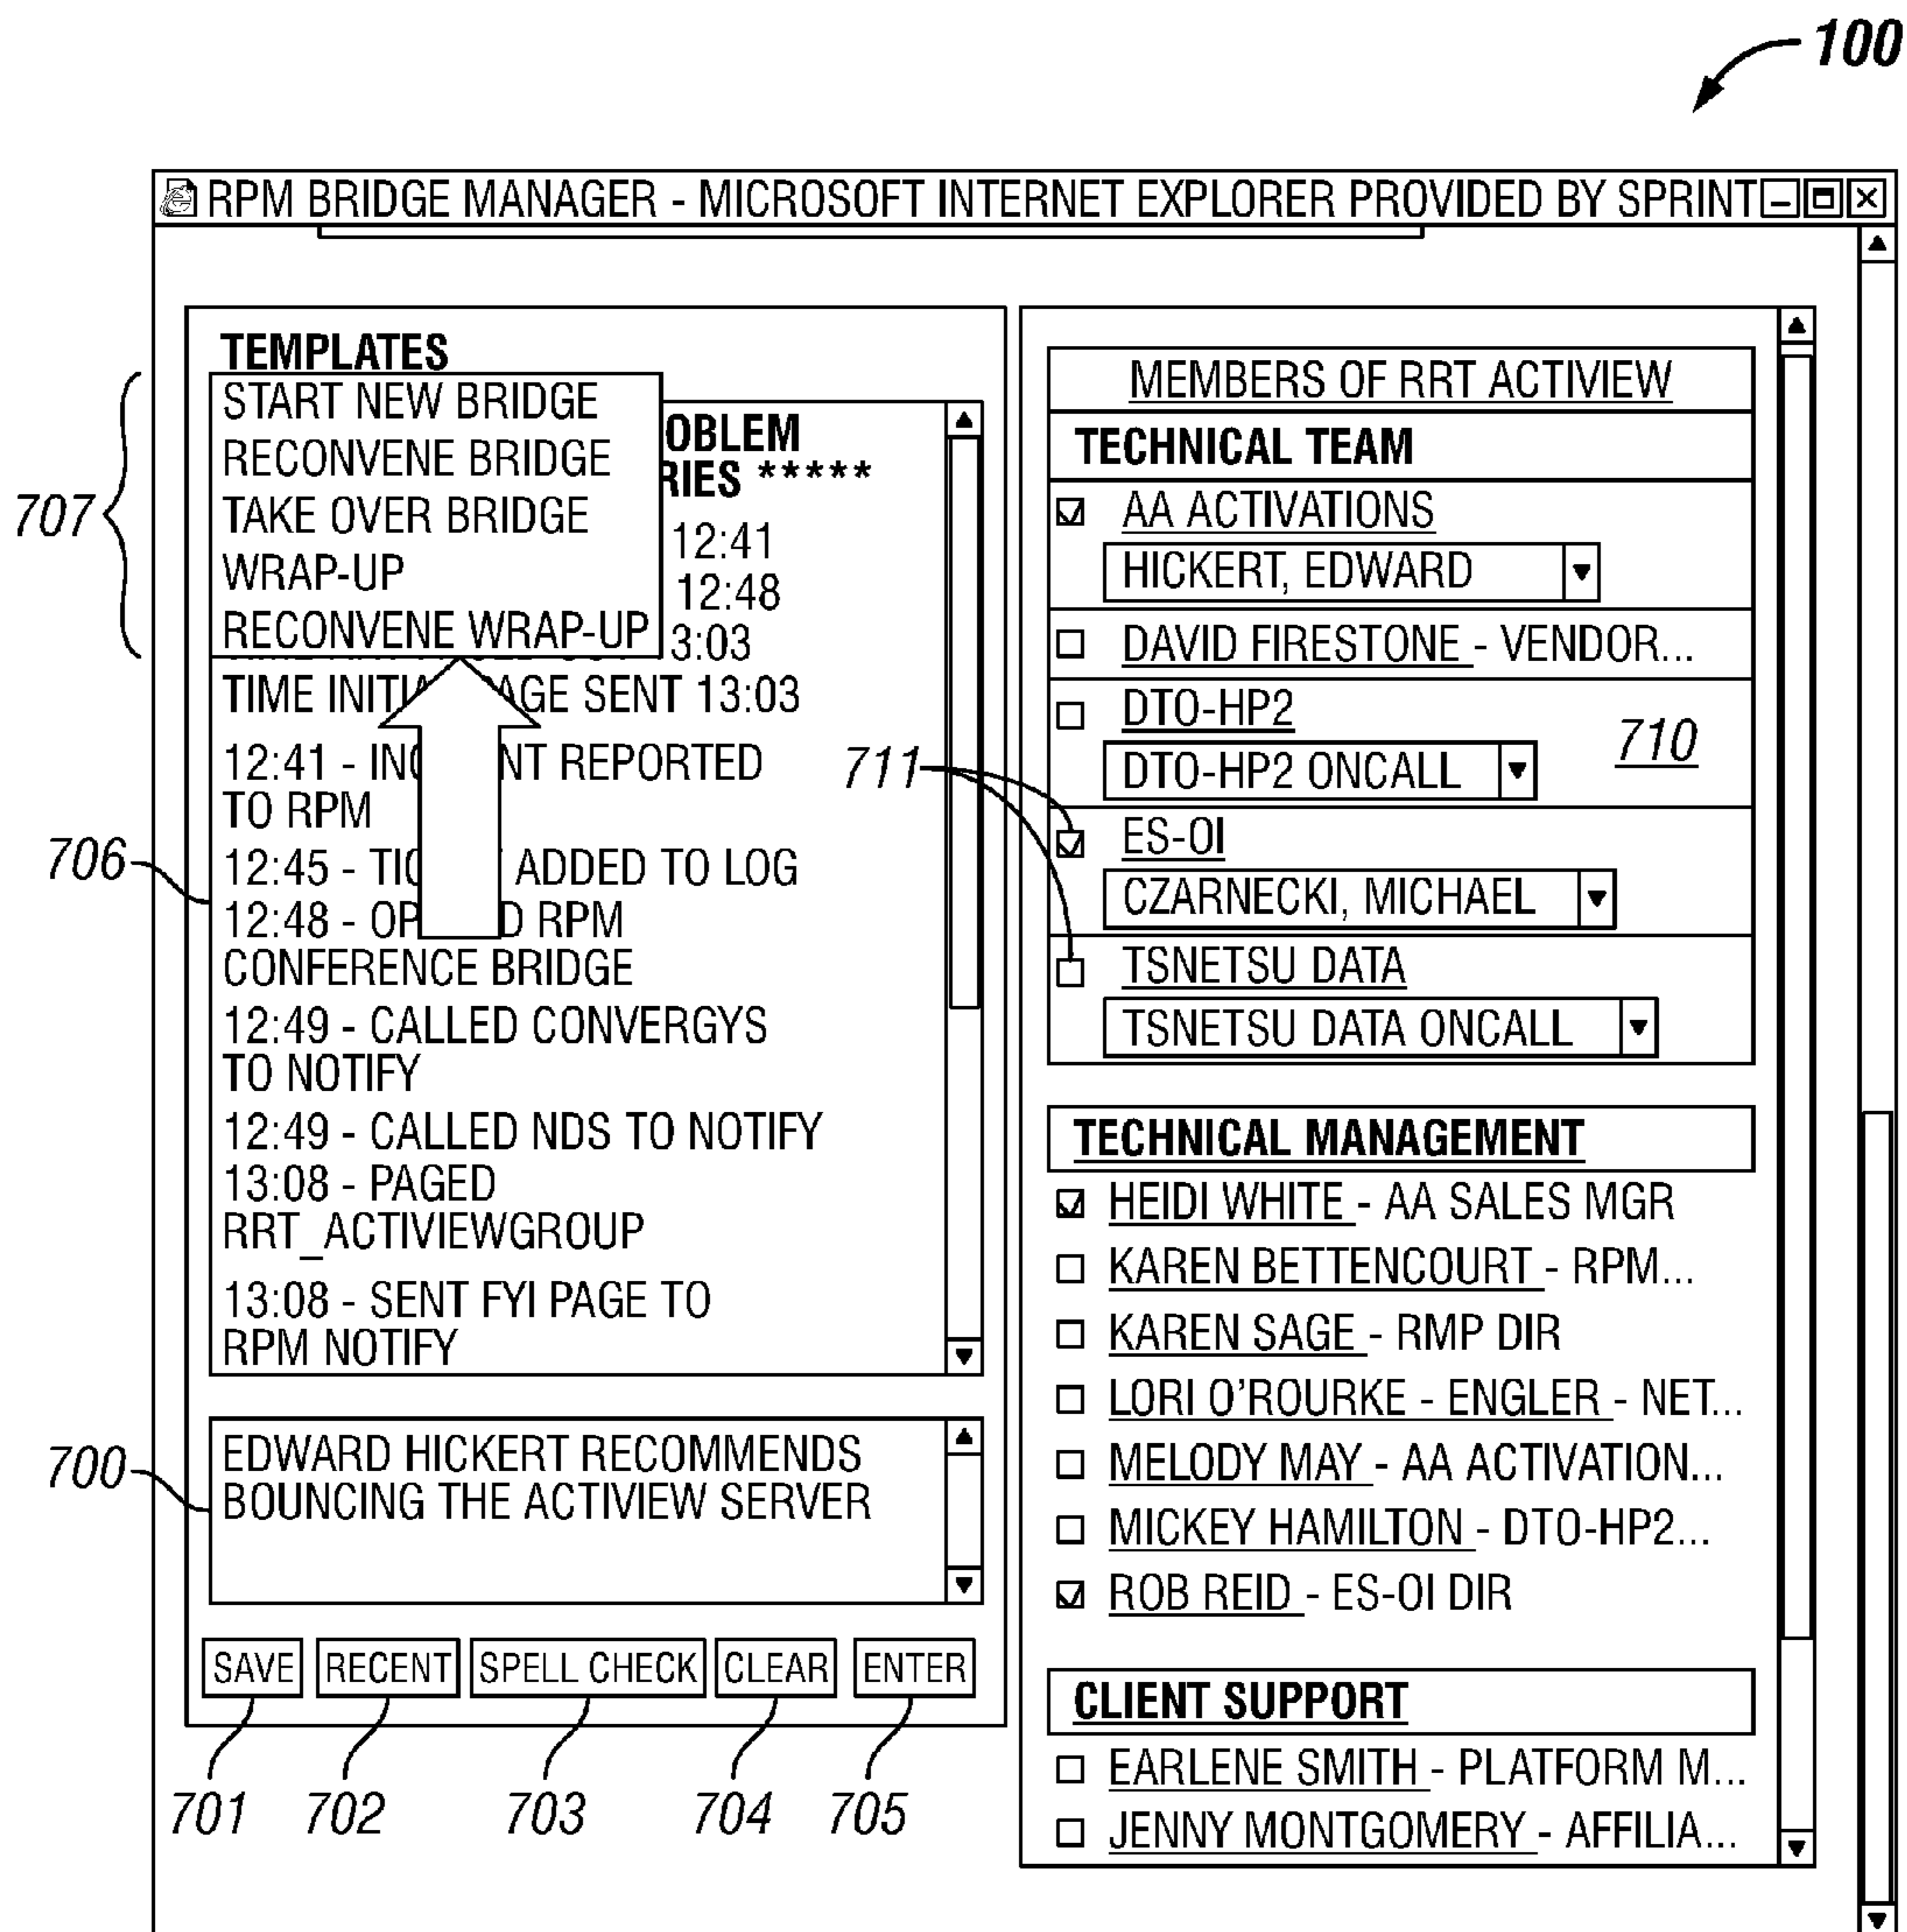 100
RPM BRIDGE MANAGER - MICROSOFT INTERNET EXPLORER PROVIDED BY SPRINT
TEMPLATES
START NEW BRIDGE
RECONVENE BRIDGE
TAKE OVER BRIDGE
WRAP-UP
RECONVENE WRAP-UP
707
OBLEM
RIES *****
12:41
12:48
3:03
TIME INITIA AGE SENT 13:03
12:41 - INC NT REPORTED
TO RPM
706
12:45 - TIC ADDED TO LOG
12:48 - OP D RPM
CONFERENCE BRIDGE
12:49 - CALLED CONVERGYS
TO NOTIFY
12:49 - CALLED NDS TO NOTIFY
13:08 - PAGED
RRT_ACTIVIEWGROUP
13:08 - SENT FYI PAGE TO
RPM NOTIFY
700
EDWARD HICKERT RECOMMENDS
BOUNCING THE ACTIVIEW SERVER
SAVE RECENT SPELL CHECK CLEAR ENTER
701 702 703 704 705
MEMBERS OF RRT ACTIVIEW
TECHNICAL TEAM
AA ACTIVATIONS
HICKERT, EDWARD
DAVID FIRESTONE - VENDOR...
DTO-HP2
710
711
DTO-HP2 ONCALL
ES-OI
CZARNECKI, MICHAEL
TSNETSU DATA
TSNETSU DATA ONCALL
TECHNICAL MANAGEMENT
HEIDI WHITE - AA SALES MGR
KAREN BETTENCOURT - RPM...
KAREN SAGE - RMP DIR
LORI O'ROURKE - ENGLER - NET...
MELODY MAY - AA ACTIVATION...
MICKEY HAMILTON - DTO-HP2...
ROB REID - ES-OI DIR
CLIENT SUPPORT
EARLENE SMITH - PLATFORM M...
JENNY MONTGOMERY - AFFILIA...